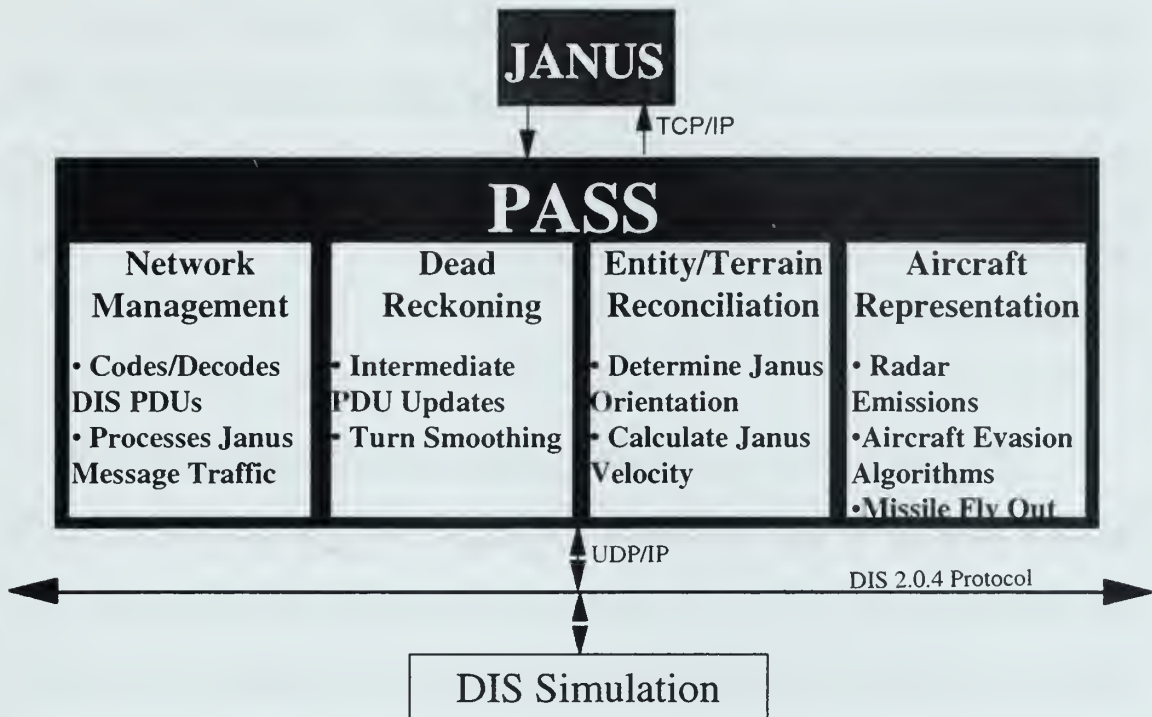 JANUS
TCP/IP
PASS
Network
Management
• Codes/Decodes
DIS PDUs
• Processes Janus
Message Traffic
Dead
Reckoning
• Intermediate
PDU Updates
• Turn Smoothing
Entity/Terrain
Reconciliation
• Determine Janus
Orientation
• Calculate Janus
Velocity
Aircraft
Representation
• Radar
Emissions
•Aircraft Evasion
Algorithms
•Missile Fly Out
UDP/IP
DIS 2.0.4 Protocol
DIS Simulation